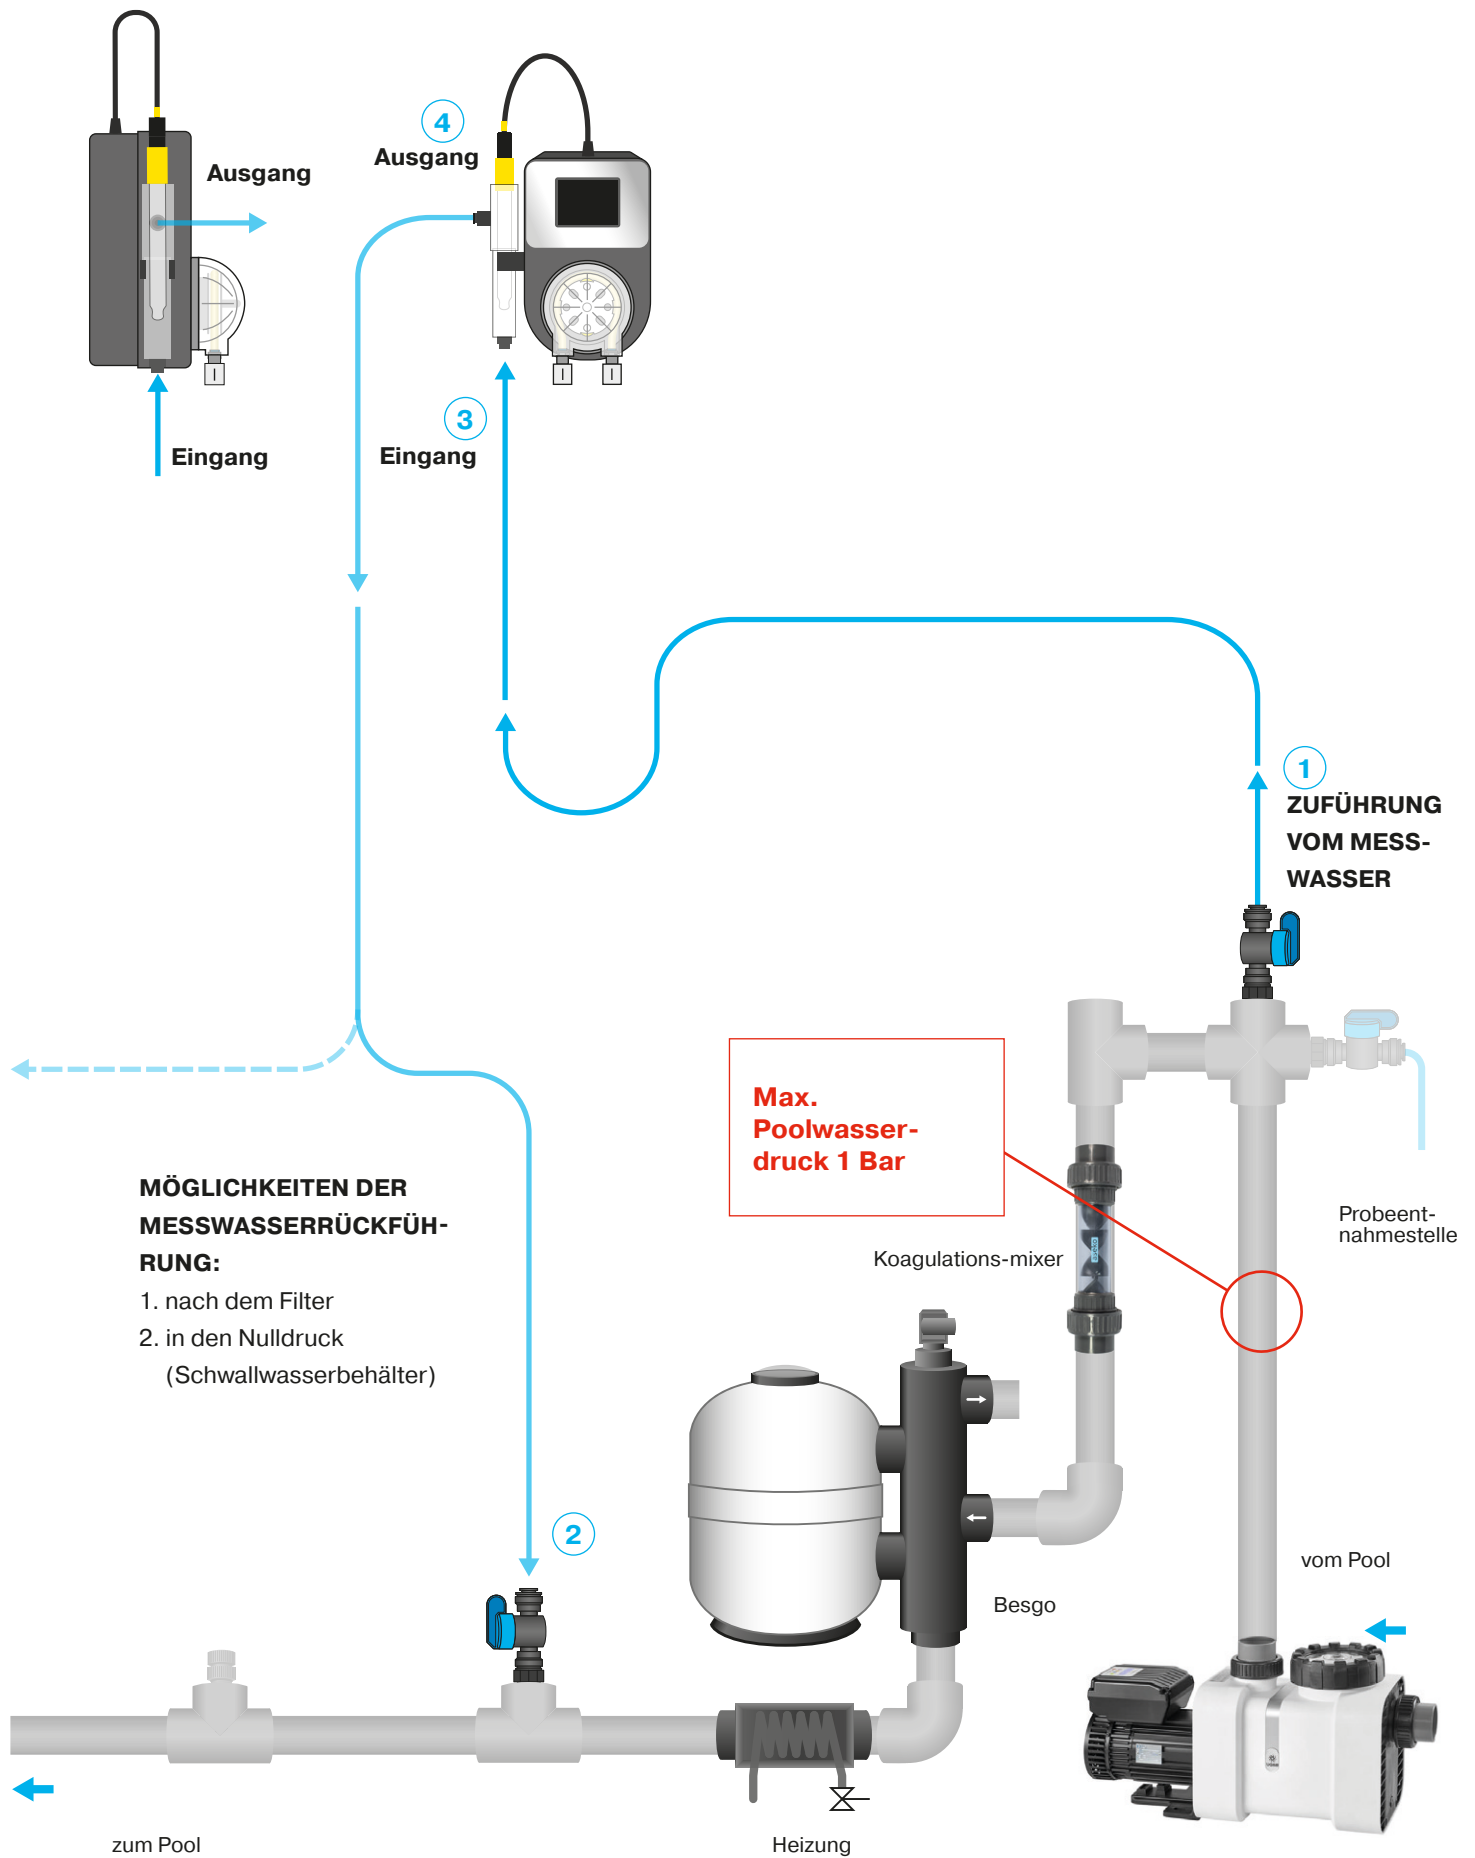 Ausgang
4
Ausgang
Eingang
3
Eingang
1
ZUFÜHRUNG
VOM MESS-
WASSER
Max.
Poolwasser-
druck 1 Bar
MÖGLICHKEITEN DER
MESSWASSERRÜCKFÜH-
RUNG:
1. nach dem Filter
2. in den Nulldruck
(Schwallwasserbehälter)
Koagulations-mixer
Probeent-
nahmestelle
2
vom Pool
Besgo
zum Pool
Heizung